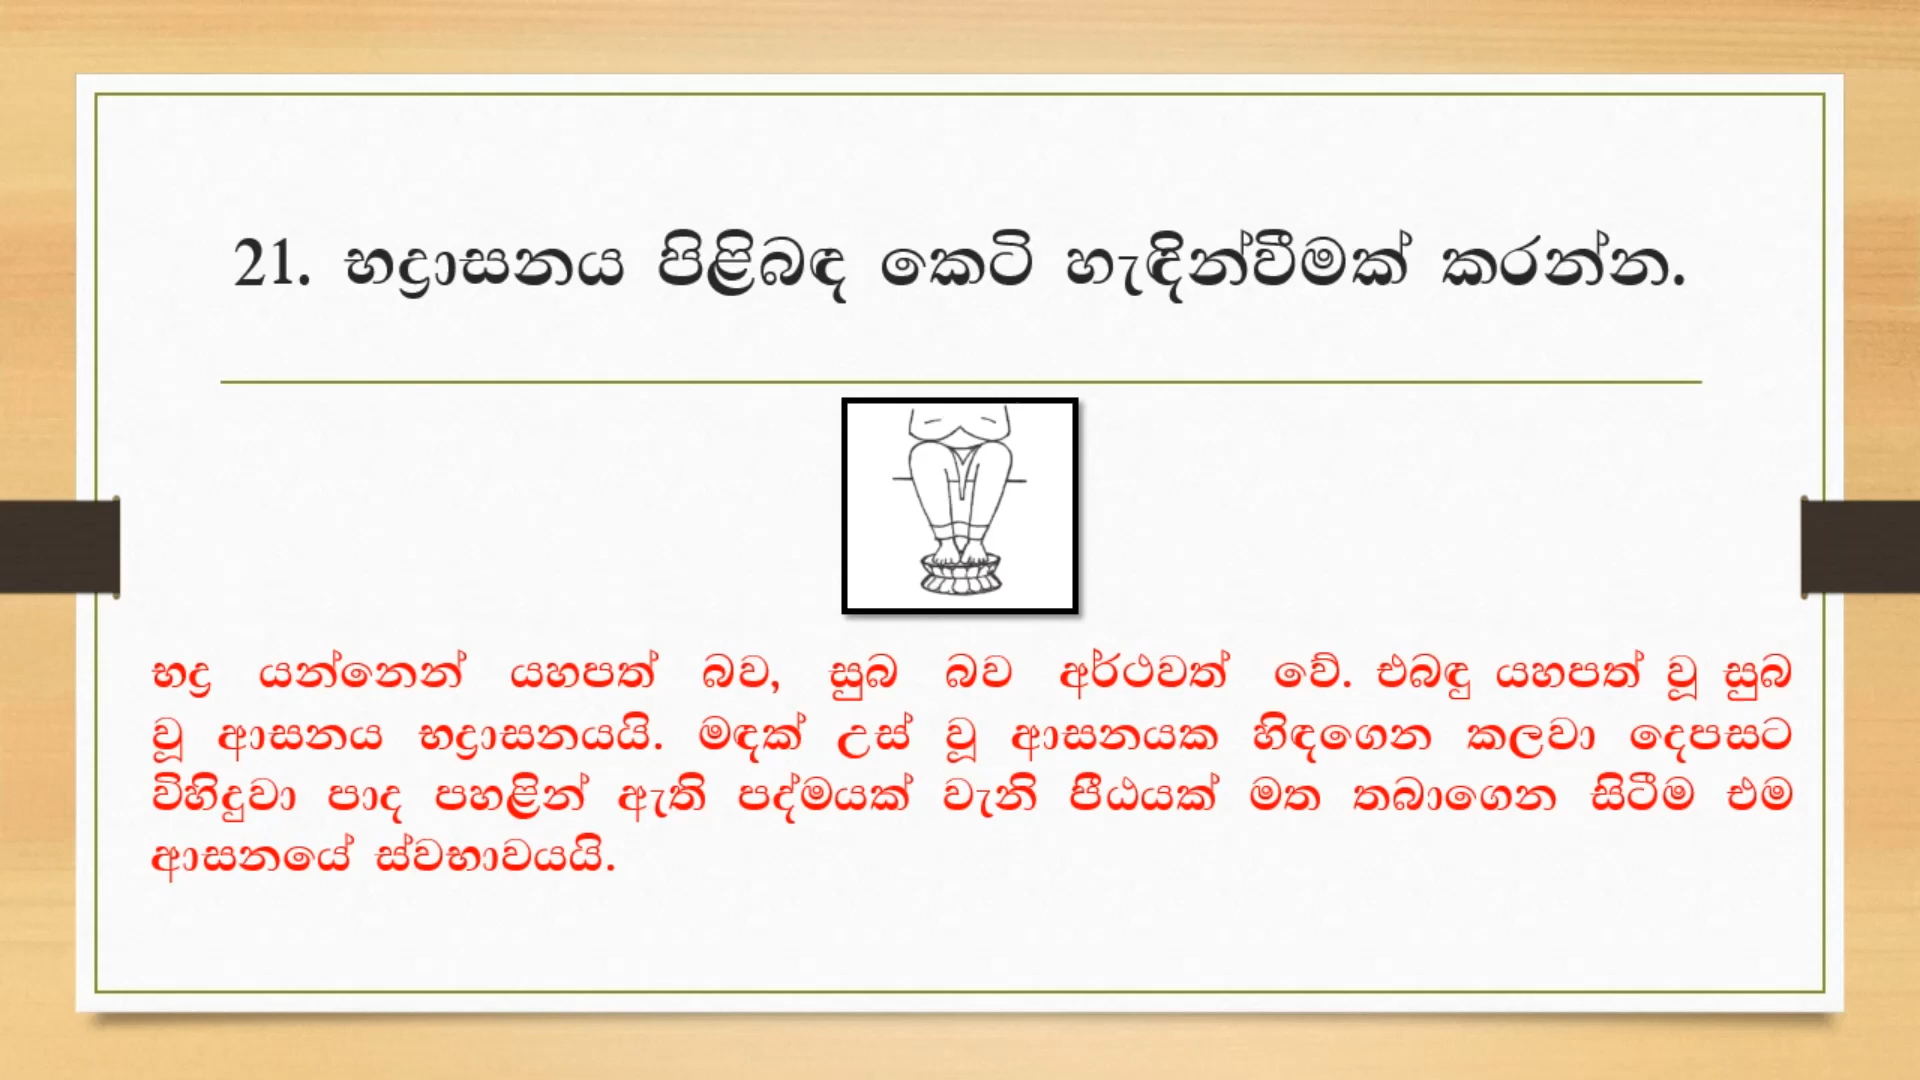 21. භද්‍රාසනය පිළිබඳ කෙටි හැඳින්වීමක් කරන්න.
භද්‍ර යන්නෙන් යහපත් බව, සුබ බව අර්ථවත් වේ. එබඳු යහපත් වූ සුබ
වූ ආසනය භද්‍රාසනයයි. මඳක් උස් වූ ආසනයක හිඳගෙන කලවා දෙපසට
විහිදුවා පාද පහළින් ඇති පද්මයක් වැනි පීඨයක් මත තබාගෙන සිටීම එම
ආසනයේ ස්වභාවයයි.